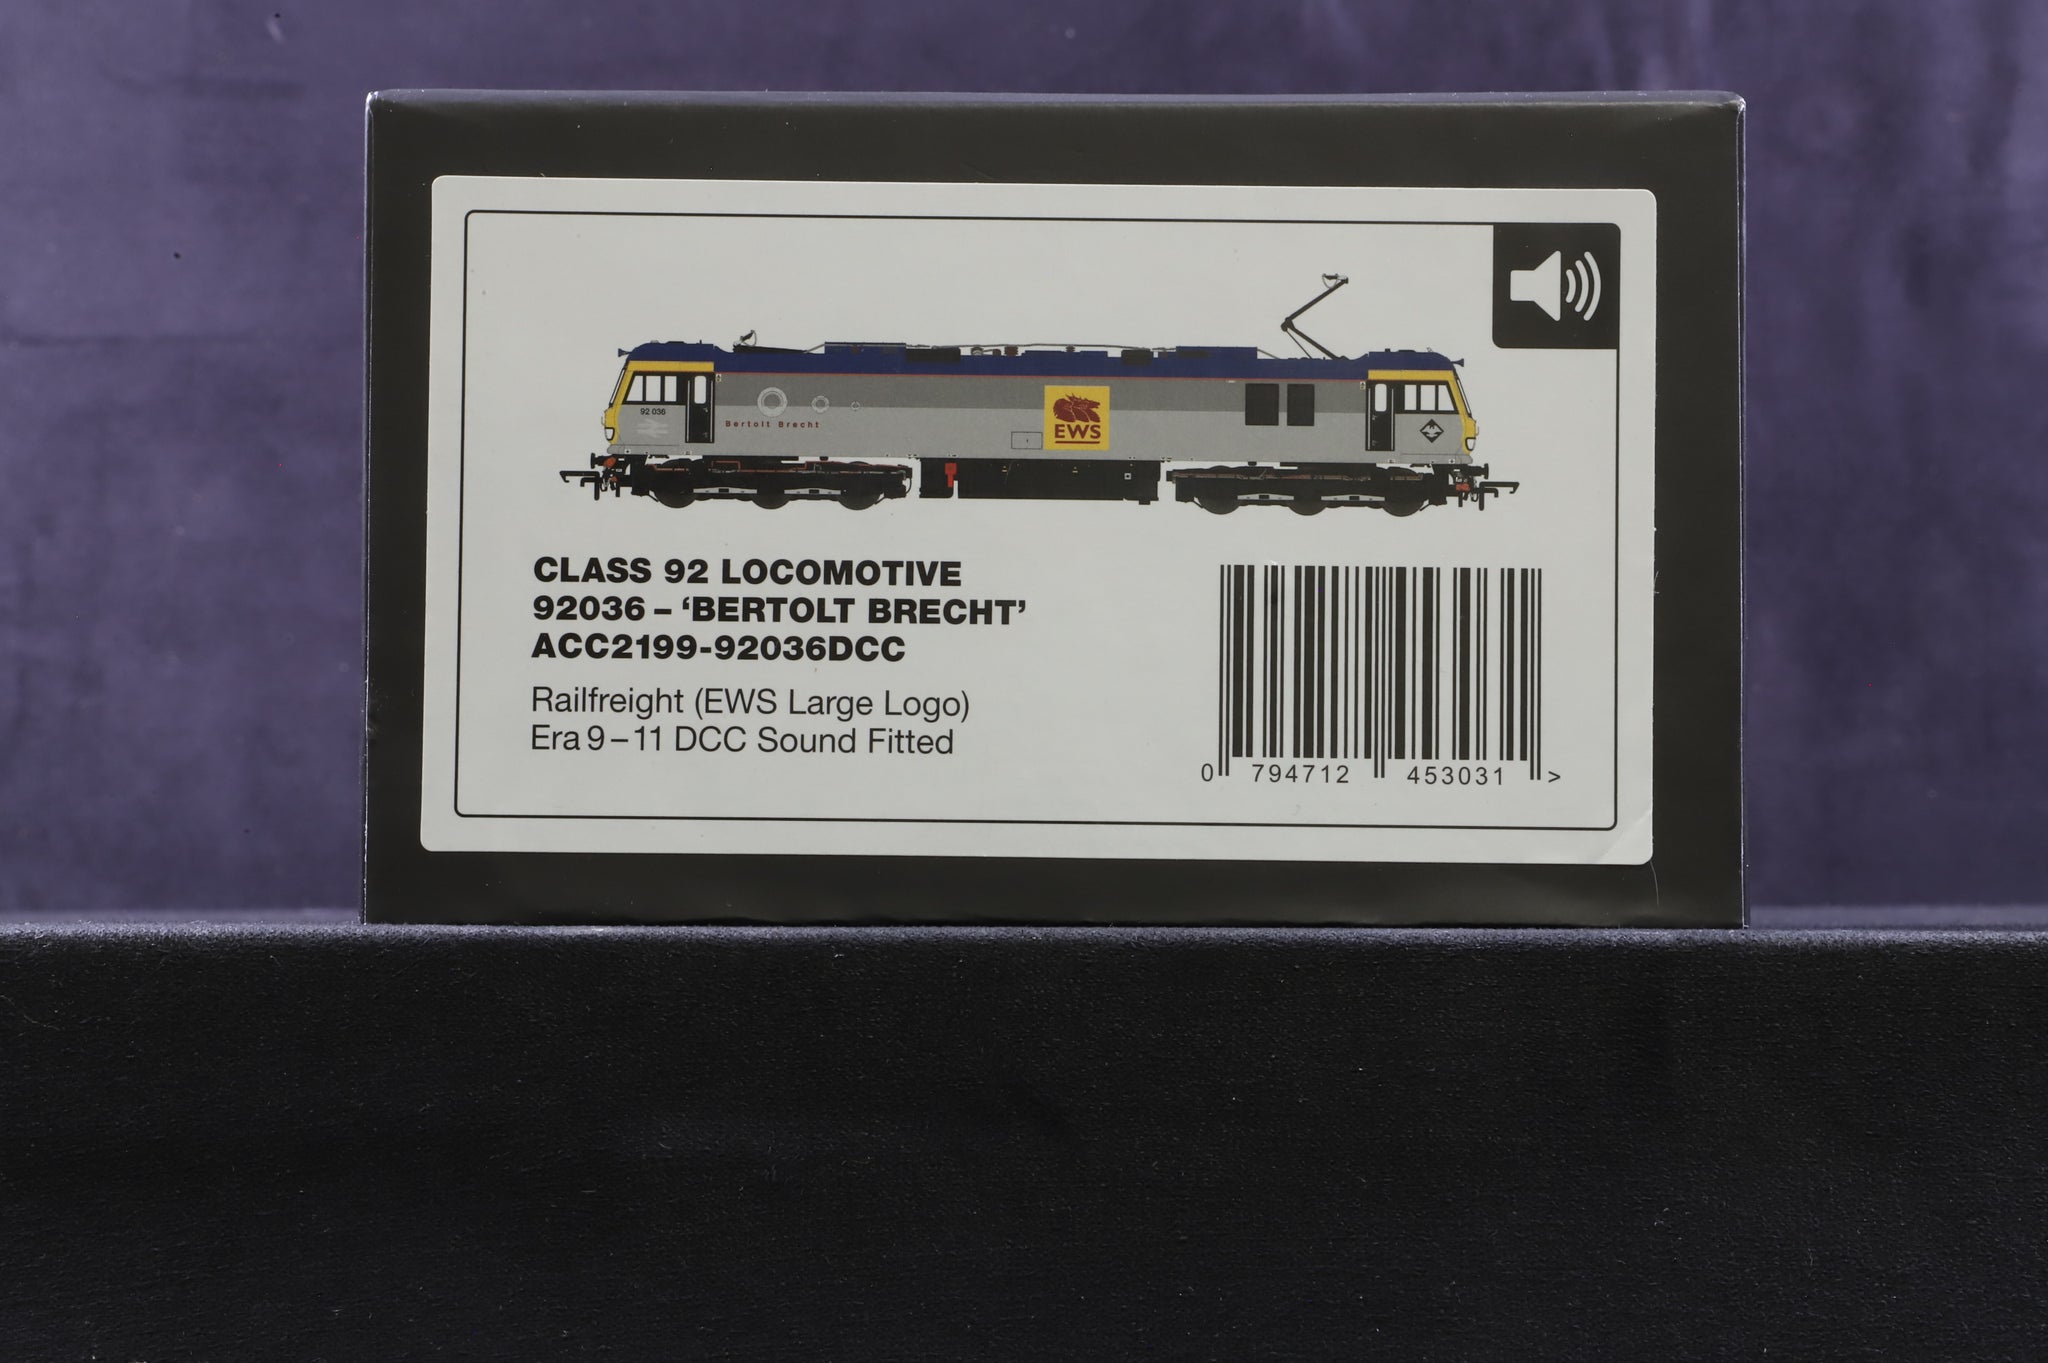 92 036
Bertolt Brecht
EWS
CLASS 92 LOCOMOTIVE
92036 – ‘BERTOLT BRECHT’
ACC2199-92036DCC
Railfreight (EWS Large Logo)
Era 9–11 DCC Sound Fitted
0 794712 453031 >